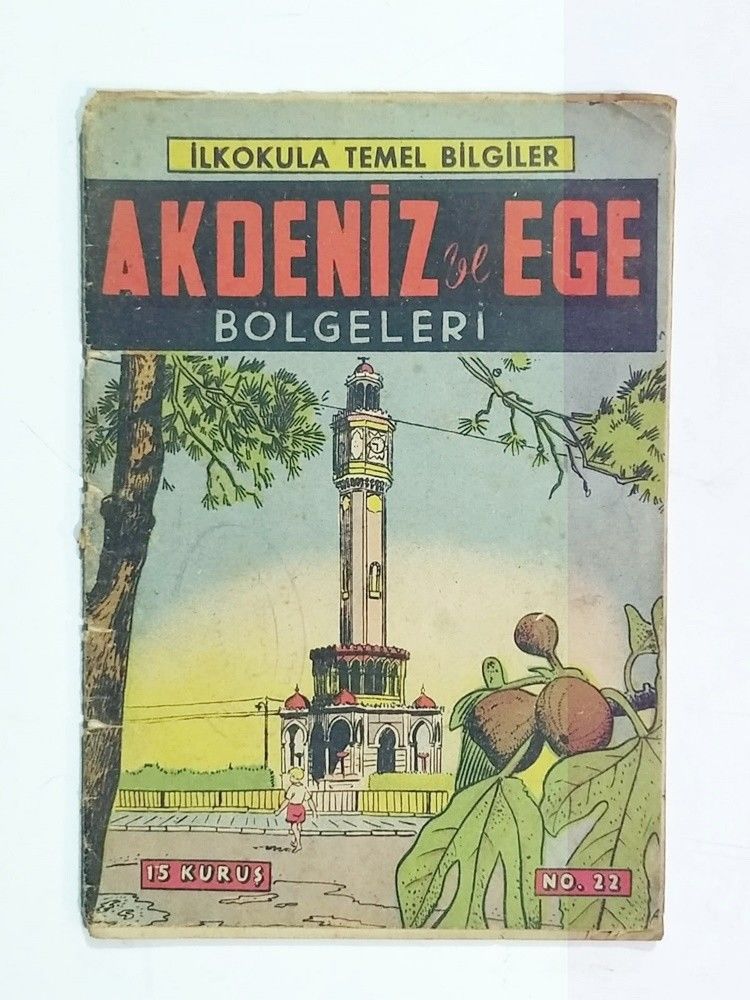 İLKOKULA TEMEL BİLGİLER
AKDENİZ ve EGE
BOLGELERİ
15 KURUŞ
NO. 22